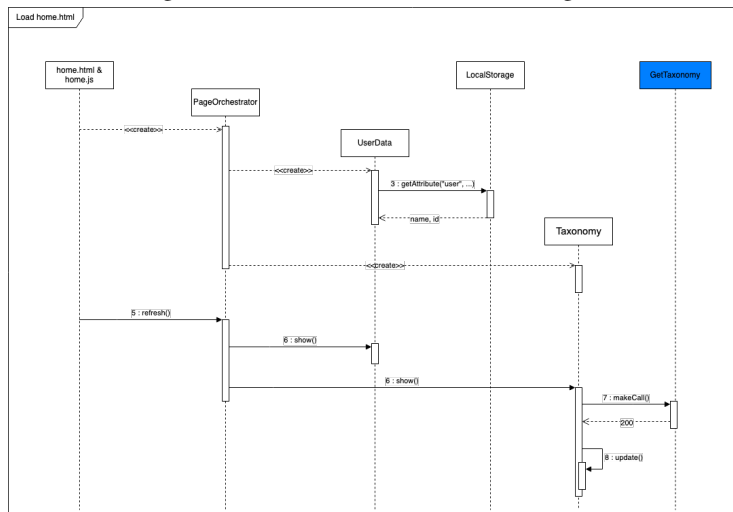 Load home.html
home.html &
home.js
LocalStorage
GetTaxonomy
PageOrchestrator
<<create>>
UserData
<<create>>
3 : getAttribute("user", ...)
name, id
Taxonomy
<<create>>
5 : refresh()
6 : show()
6 : show()
7 : makeCall()
200
8 : update()